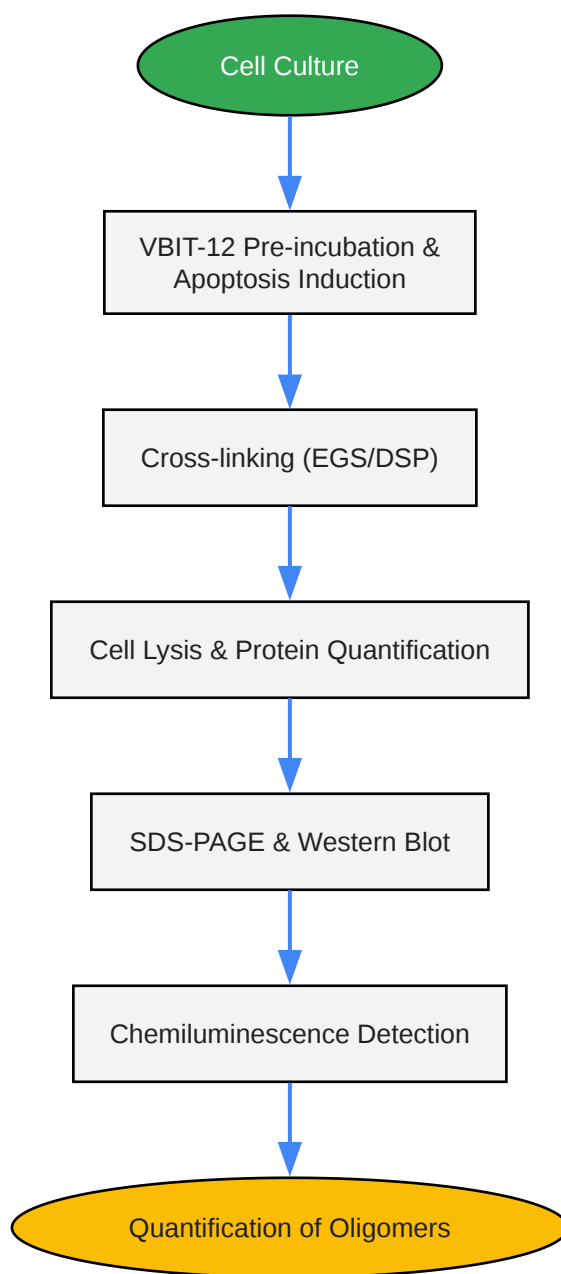 Cell Culture
VBIT-12 Pre-incubation &
Apoptosis Induction
Cross-linking (EGS/DSP)
Cell Lysis & Protein Quantification
SDS-PAGE & Western Blot
Chemiluminescence Detection
Quantification of Oligomers